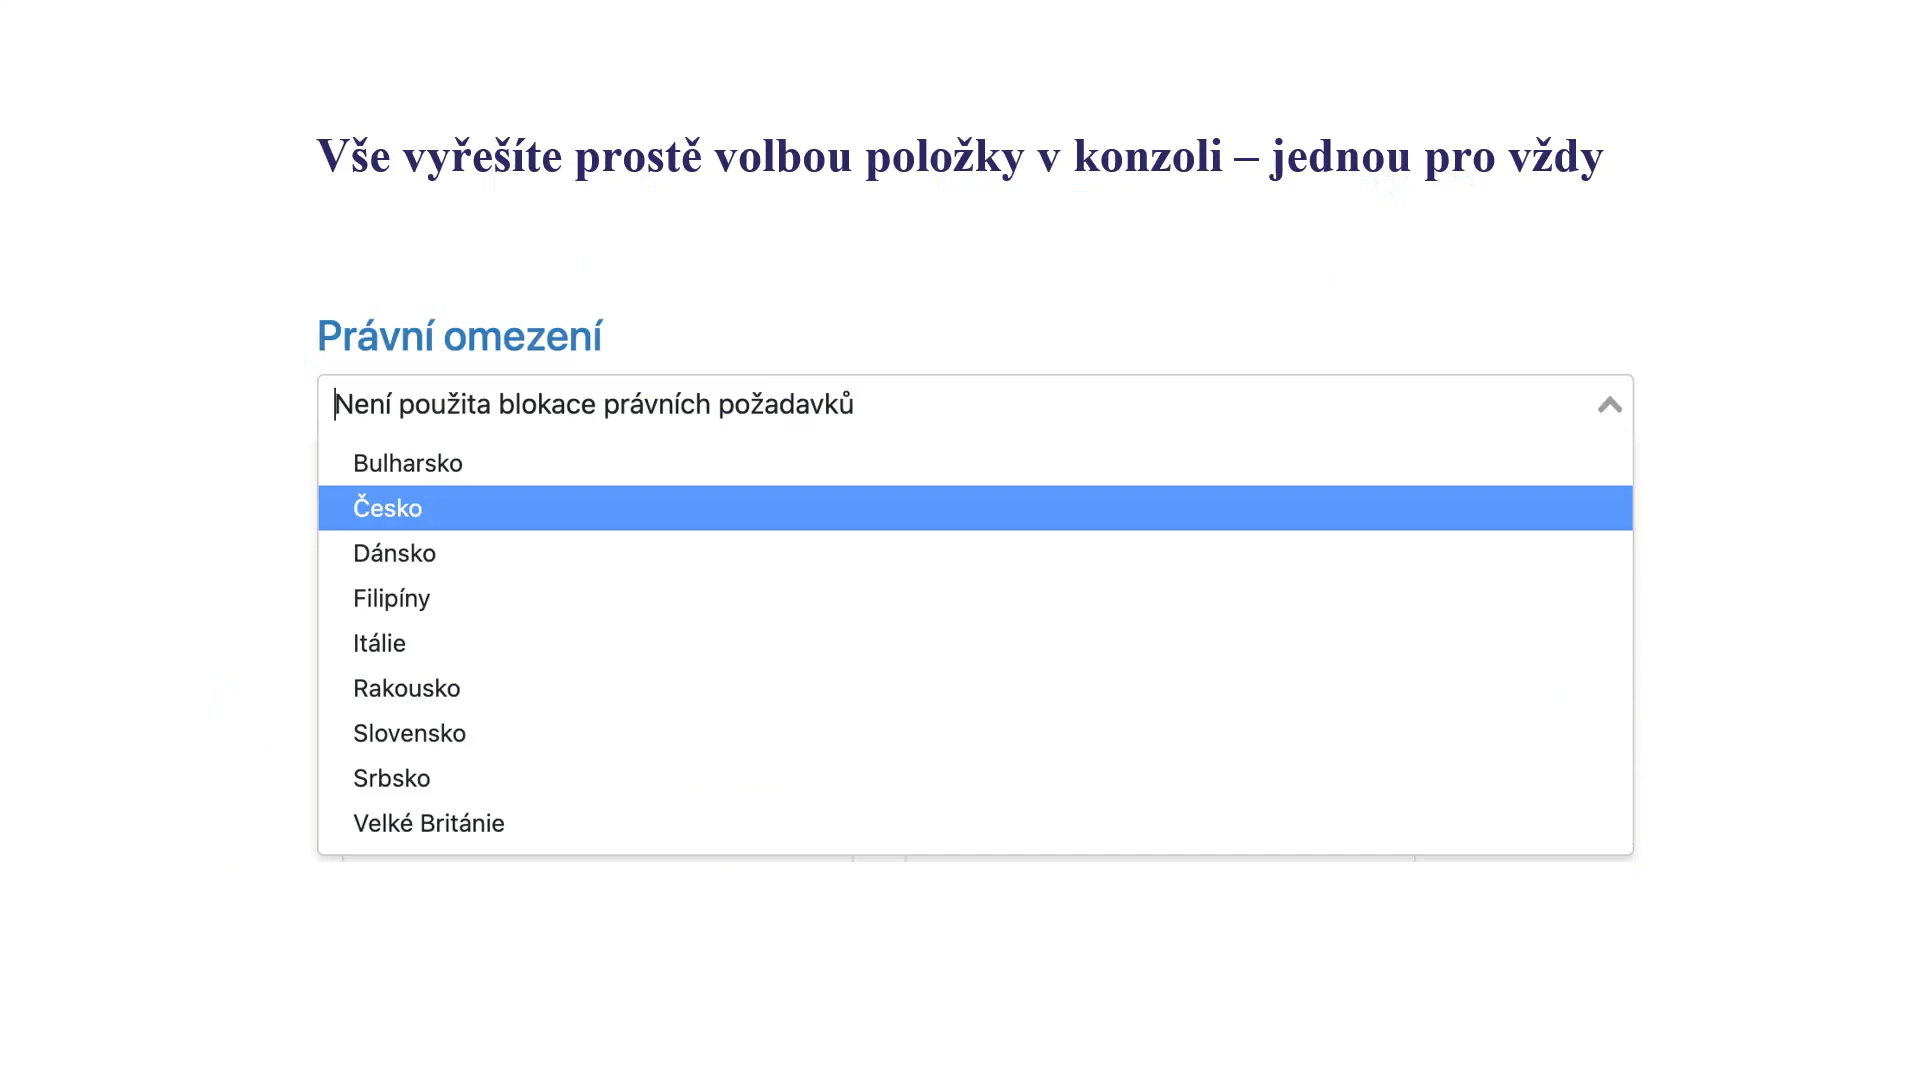 Vše vyřešíte prostě volbou položky v konzoli – jednou pro vždy
Právní omezení
Není použita blokace právních požadavků
Bulharsko
Česko
Dánsko
Filipíny
Itálie
Rakousko
Slovensko
Srbsko
Velké Británie